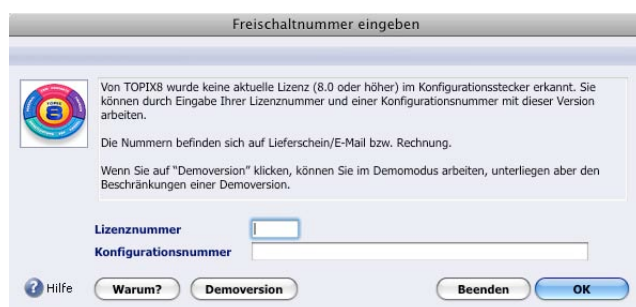 Freischaltnummer eingeben
TOPIX
8
Von TOPIX8 wurde keine aktuelle Lizenz (8.0 oder höher) im Konfigurationsstecker erkannt. Sie
können durch Eingabe Ihrer Lizenznummer und einer Konfigurationsnummer mit dieser Version
arbeiten.
Die Nummern befinden sich auf Lieferschein/E-Mail bzw. Rechnung.
Wenn Sie auf "Demoversion" klicken, können Sie im Demomodus arbeiten, unterliegen aber den
Beschränkungen einer Demoversion.
Lizenznummer
Konfigurationsnummer
? Hilfe Warum? Demoversion Beenden OK